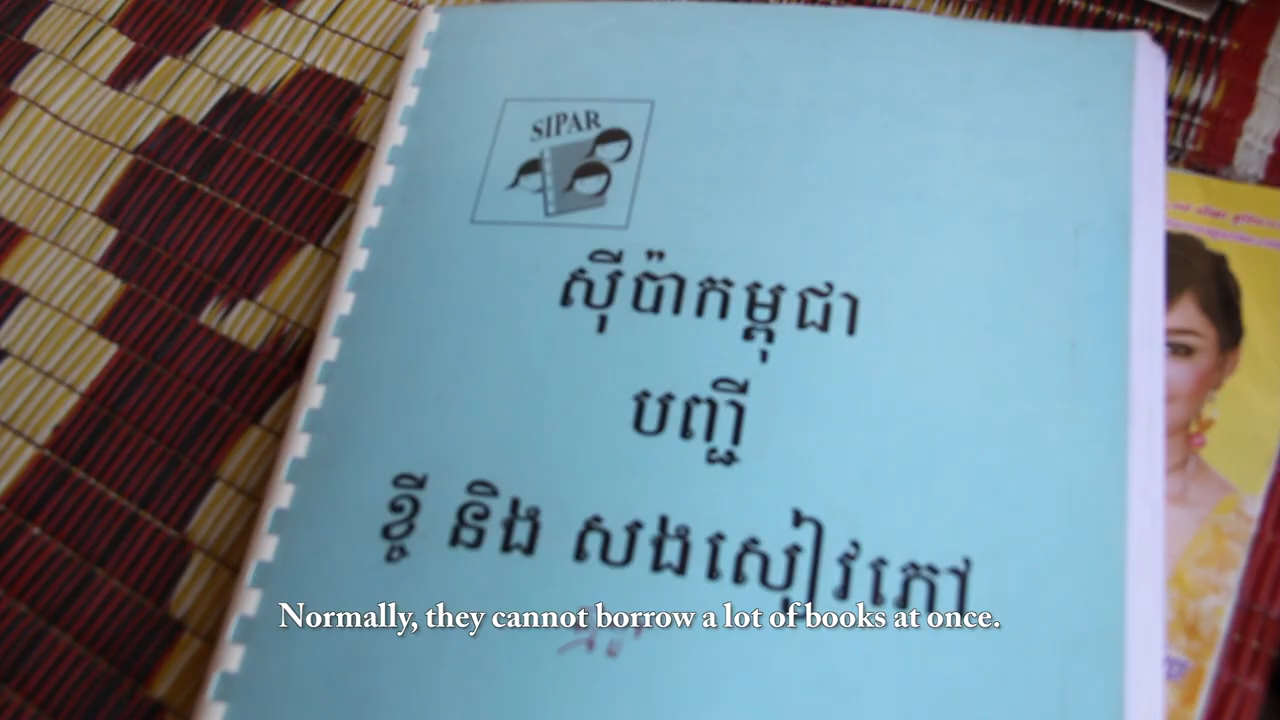 SIPAR
ស៊ីប៉ាកម្ពុជា
បញ្ជី
ខ្ចី និង សងសៀវភៅ
Normally, they cannot borrow a lot of books at once.